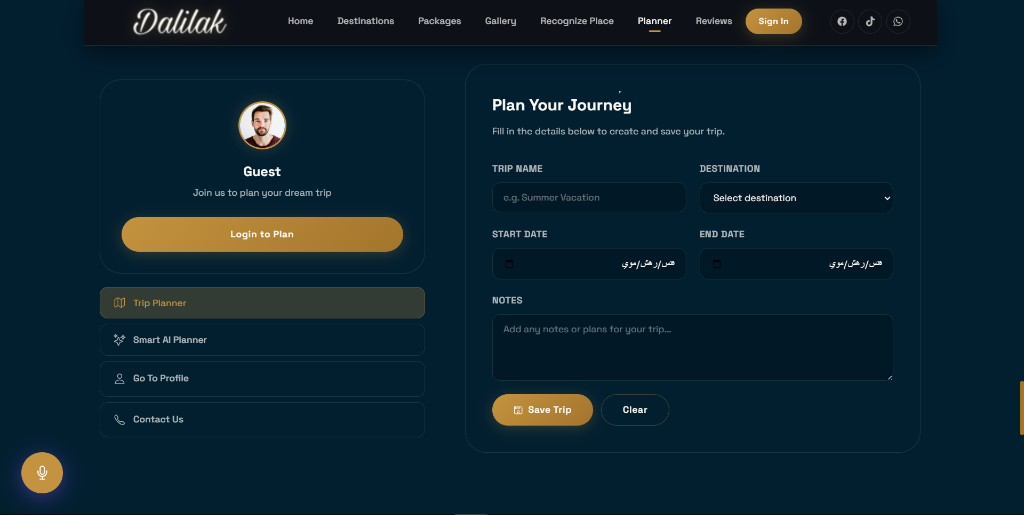 Dalilak
Home Destinations Packages Gallery Recognize Place Planner Reviews Sign In
Guest
Join us to plan your dream trip
Login to Plan
Trip Planner
Smart AI Planner
Go To Profile
Contact Us
Plan Your Journey
Fill in the details below to create and save your trip.
TRIP NAME
e.g. Summer Vacation
DESTINATION
Select destination
START DATE
END DATE
NOTES
Add any notes or plans for your trip...
Save Trip
Clear